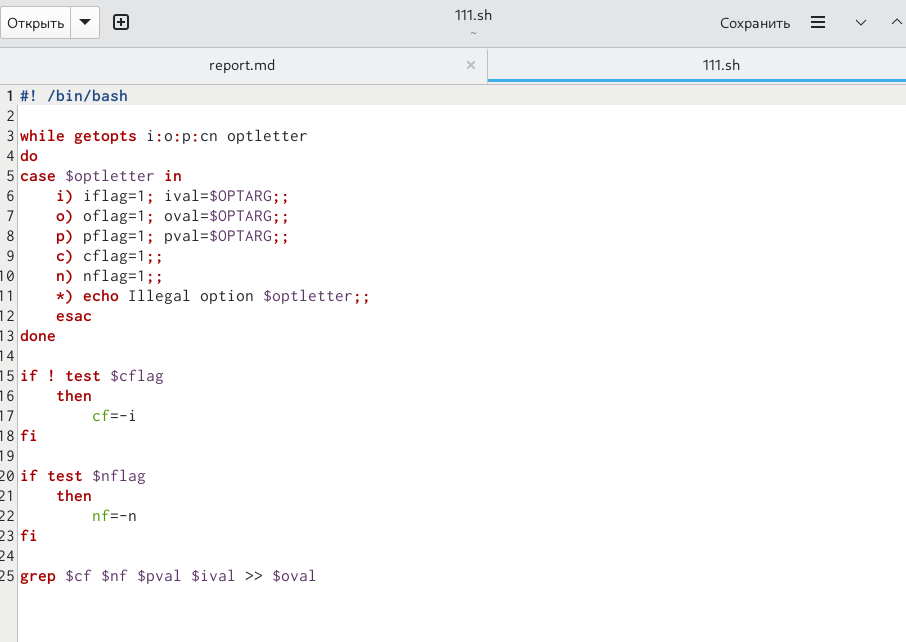 Открыть
111.sh
~
Сохранить
report.md
111.sh
1 #! /bin/bash
2
3 while getopts i:o:p:cn optletter
4 do
5 case $optletter in
6     i) iflag=1; ival=$OPTARG;;
7     o) oflag=1; oval=$OPTARG;;
8     p) pflag=1; pval=$OPTARG;;
9     c) cflag=1;;
10     n) nflag=1;;
11     *) echo Illegal option $optletter;;
12     esac
13 done
14
15 if ! test $cflag
16     then
17         cf=-i
18 fi
19
20 if test $nflag
21     then
22         nf=-n
23 fi
24
25 grep $cf $nf $pval $ival >> $oval